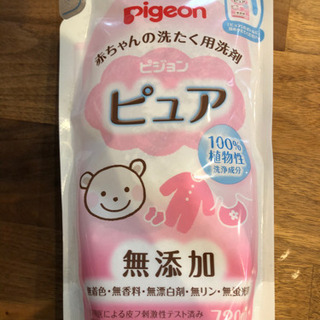 Pigeon
赤ちゃんの洗たく用洗剤
ピジョン
ピュア
100%
植物性
洗浄成分
無添加
無着色・無香料・無漂白剤・無リン・無蛍光
による皮フ刺激性テスト済み
720